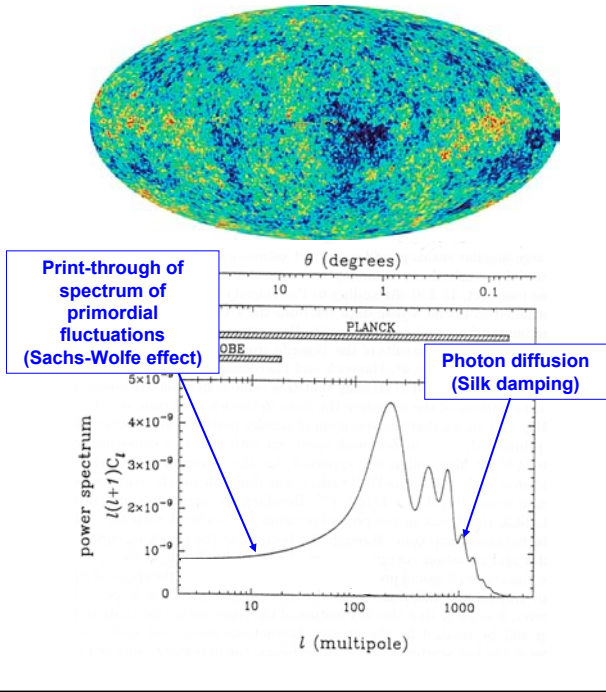 θ (degrees)
10 1 0.1
Print-through of
spectrum of
primordial
fluctuations
(Sachs-Wolfe effect)
PLANCK
OBE
Photon diffusion
(Silk damping)
5×10⁻⁹
4×10⁻⁹
3×10⁻⁹
2×10⁻⁹
10⁻⁹
0
power spectrum
l(l+1)C_l
10 100 1000
l (multipole)